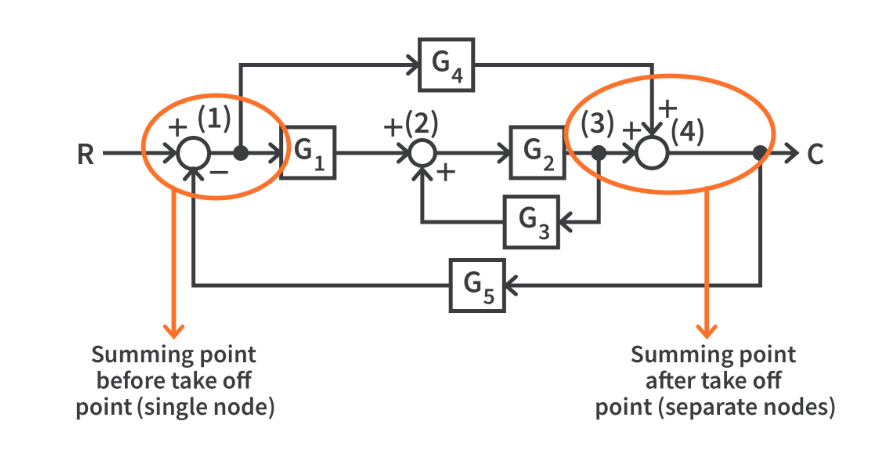 G4
+ (1)
+(2)
(3) +
+
(4)
R
G1
G2
C
−
+
G3
G5
Summing point
before take off
point (single node)
Summing point
after take off
point (separate nodes)